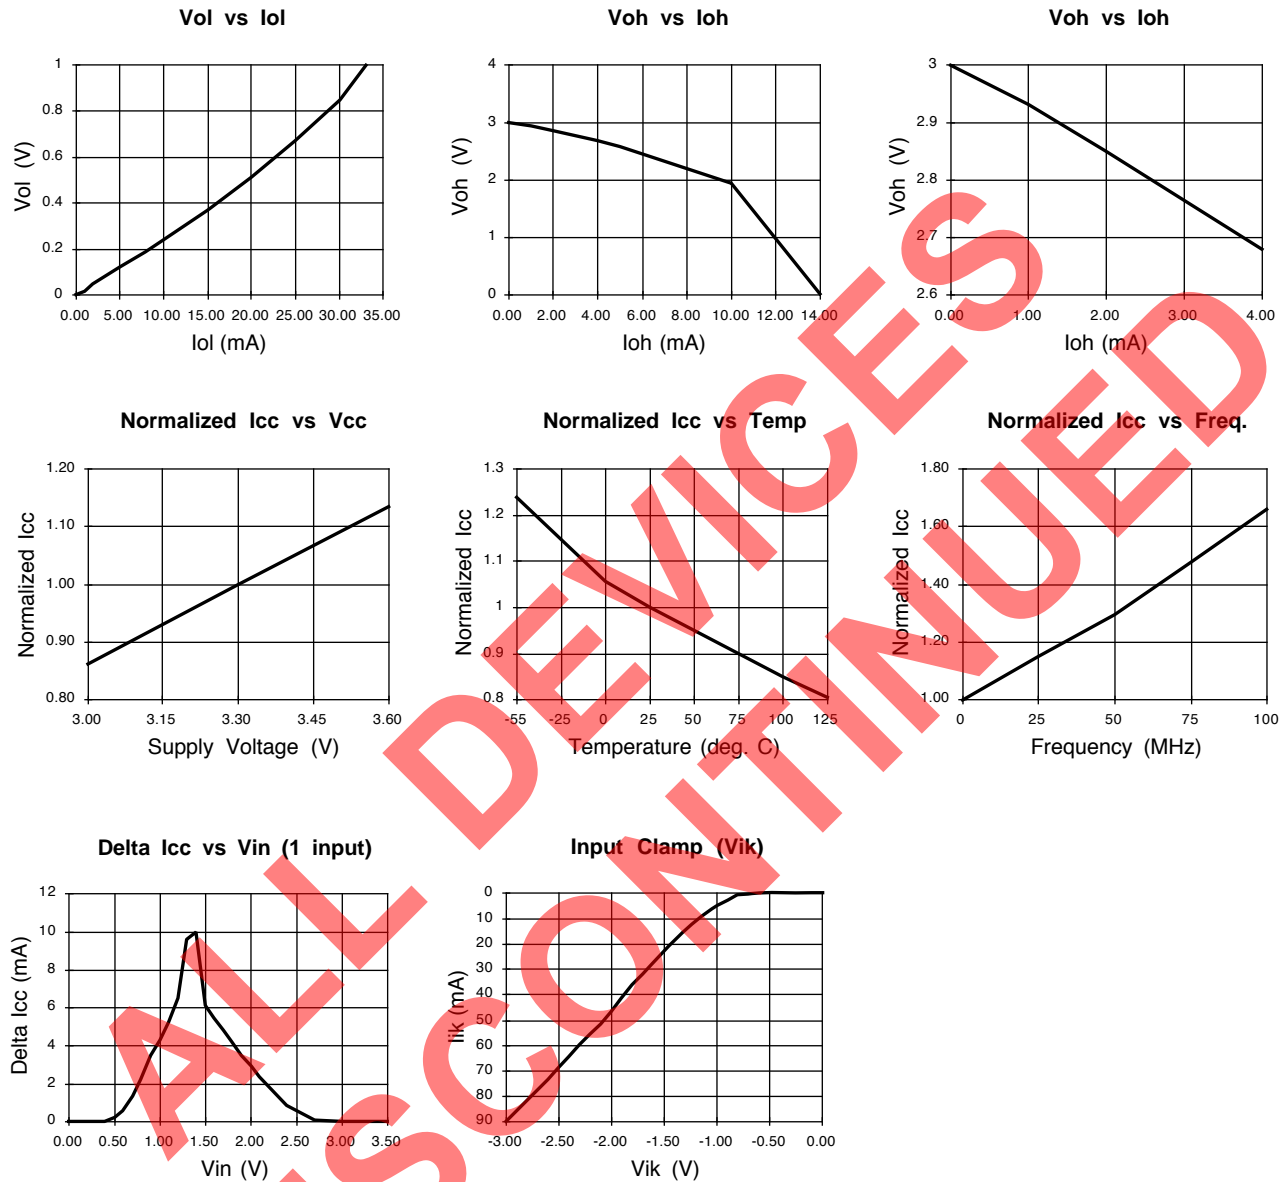 Vol vs Iol
Voh vs Ioh
Voh vs Ioh
1
0.8
0.6
0.4
0.2
0
Vol (V)
0.00 5.00 10.00 15.00 20.00 25.00 30.00 35.00
Iol (mA)
4
3
2
1
0
Voh (V)
0.00 2.00 4.00 6.00 8.00 10.00 12.00 14.00
Ioh (mA)
3
2.9
2.8
2.7
2.6
Voh (V)
0.00 1.00 2.00 3.00 4.00
Ioh (mA)
Normalized Icc vs Vcc
Normalized Icc vs Temp
Normalized Icc vs Freq.
1.20
1.10
1.00
0.90
0.80
Normalized Icc
3.00 3.15 3.30 3.45 3.60
Supply Voltage (V)
1.3
1.2
1.1
1
0.9
0.8
Normalized Icc
-55 -25 0 25 50 75 100 125
Temperature (deg. C)
1.80
1.60
1.40
1.20
1.00
Normalized Icc
0 25 50 75 100
Frequency (MHz)
Delta Icc vs Vin (1 input)
Input Clamp (Vik)
12
10
8
6
4
2
0
Delta Icc (mA)
0.00 0.50 1.00 1.50 2.00 2.50 3.00 3.50
Vin (V)
0
10
20
30
40
50
60
70
80
90
Iik (mA)
-3.00 -2.50 -2.00 -1.50 -1.00 -0.50 0.00
Vik (V)
ALL DEVICES
SCONTINUED